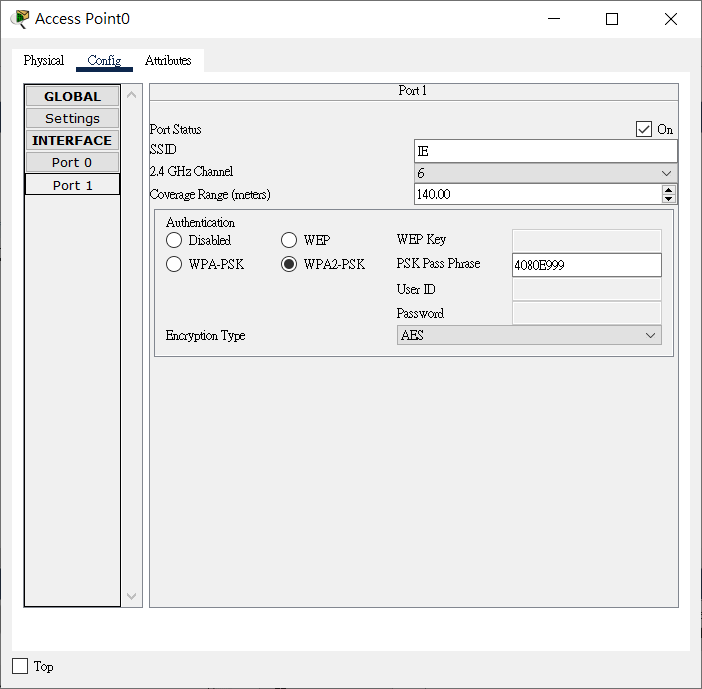 Access Point0
Physical Config Attributes
GLOBAL
Settings
INTERFACE
Port 0
Port 1
Port 1
Port Status On
SSID IE
2.4 GHz Channel 6
Coverage Range (meters) 140.00
Authentication
Disabled WEP WEP Key
WPA-PSK WPA2-PSK PSK Pass Phrase 4080E999
User ID
Password
Encryption Type AES
Top